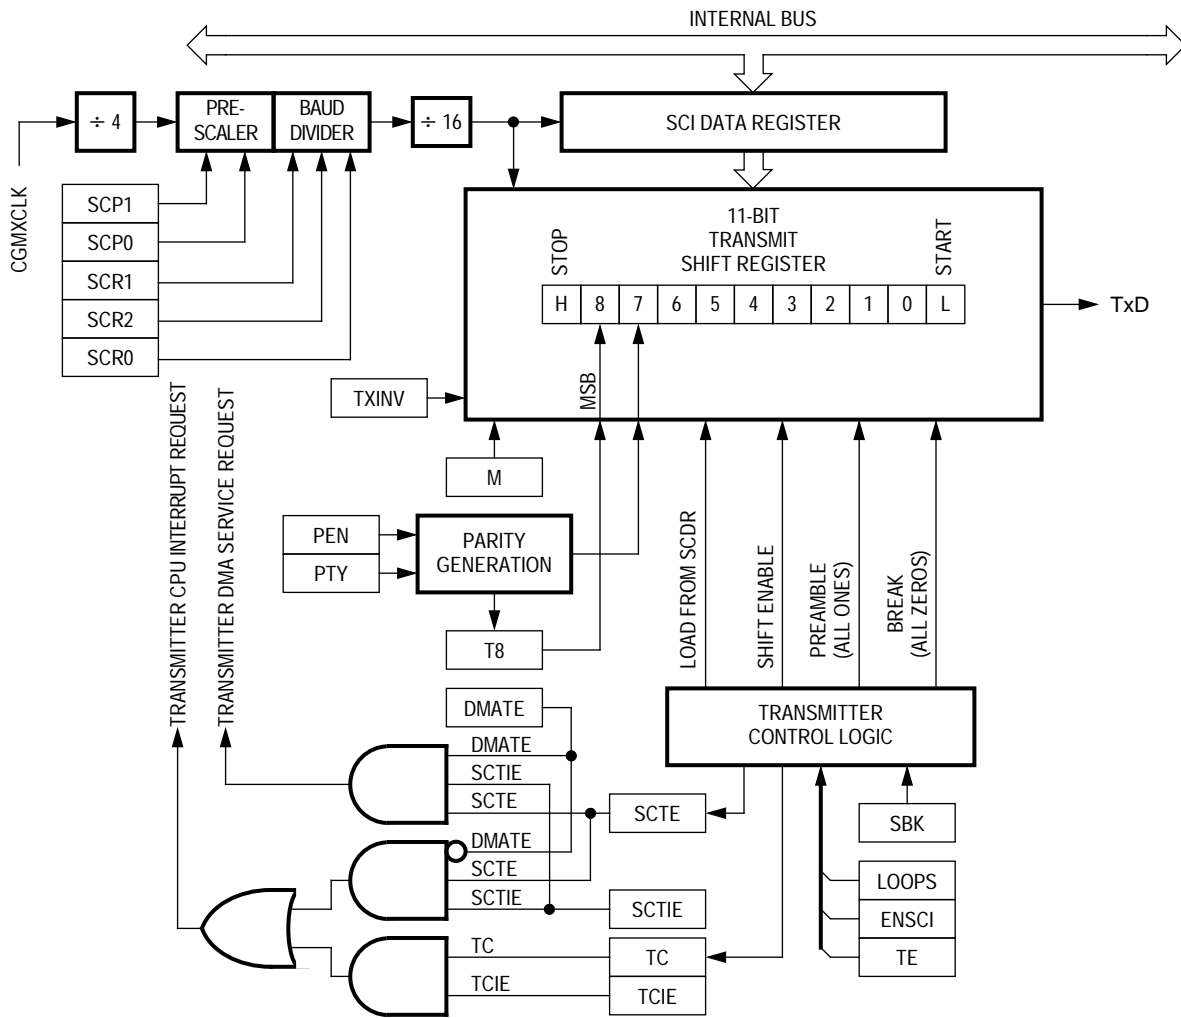 INTERNAL BUS
÷ 4
PRE-
SCALER
BAUD
DIVIDER
÷ 16
SCI DATA REGISTER
CGMXCLK
SCP1
SCP0
SCR1
SCR2
SCR0
11-BIT
TRANSMIT
SHIFT REGISTER
STOP
START
H 8 7 6 5 4 3 2 1 0 L
TxD
MSB
TXINV
M
PEN
PTY
PARITY
GENERATION
T8
TRANSMITTER CPU INTERRUPT REQUEST
TRANSMITTER DMA SERVICE REQUEST
LOAD FROM SCDR
SHIFT ENABLE
PREAMBLE
(ALL ONES)
BREAK
(ALL ZEROS)
TRANSMITTER
CONTROL LOGIC
DMATE
DMATE
SCTIE
SCTE
SCTE
DMATE
SCTE
SCTIE
SCTIE
TC
TC
TCIE
TCIE
SBK
LOOPS
ENSCI
TE